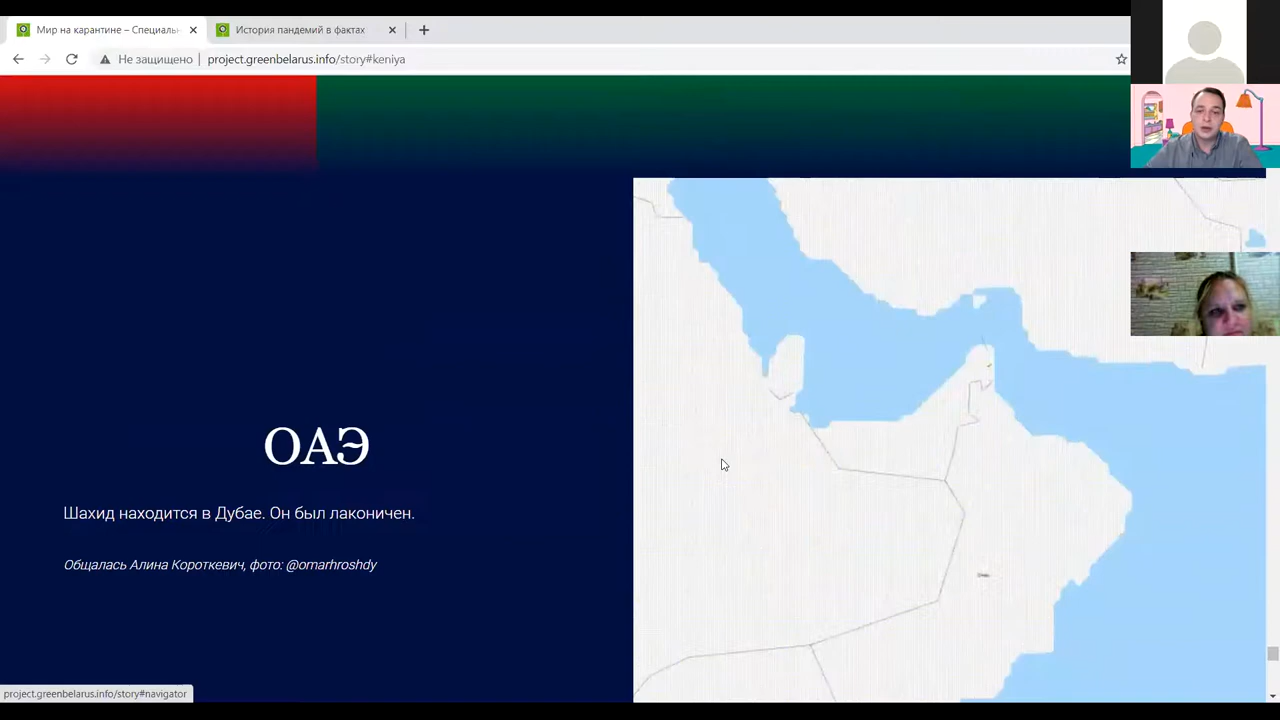 Мир на карантине – Специальн
История пандемий в фактах
Не защищено
project.greenbelarus.info/story#keniya
ОАЭ
Шахид находится в Дубае. Он был лаконичен.
Общалась Алина Короткевич, фото: @omarhroshdy
project.greenbelarus.info/story#navigator